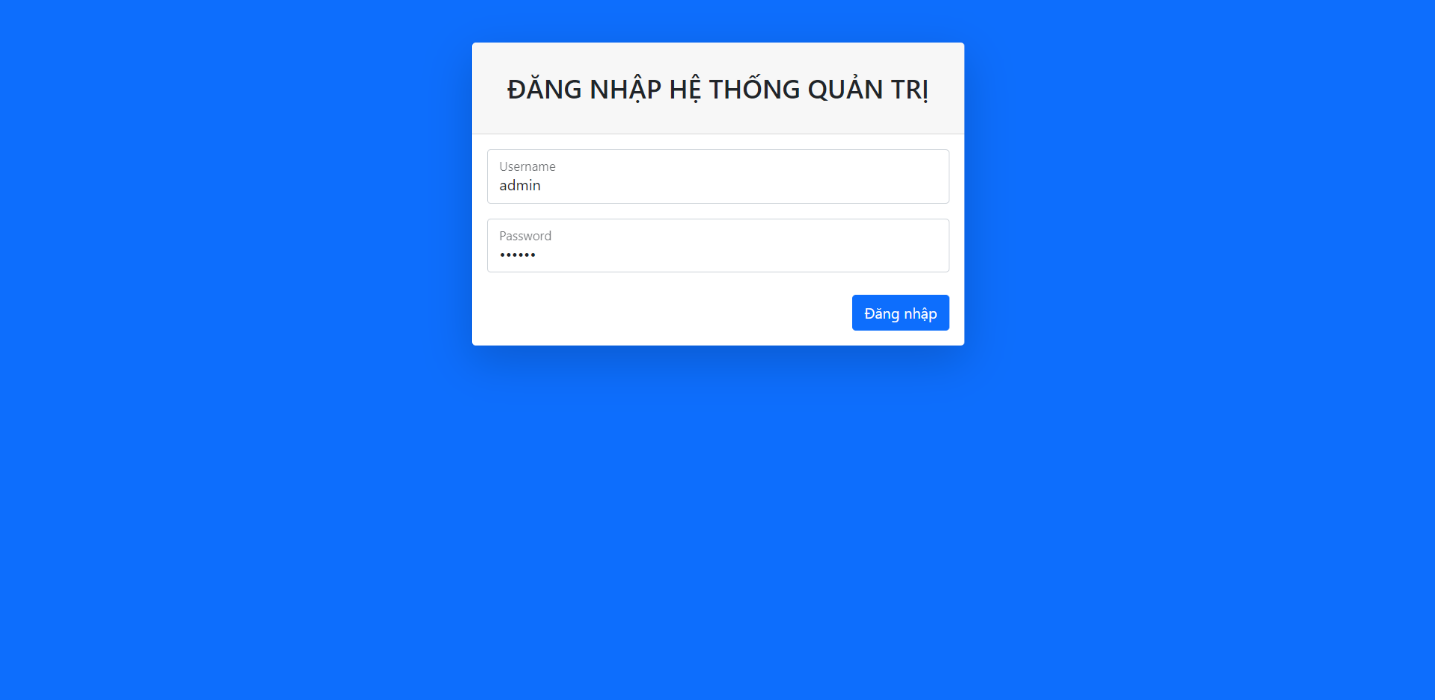 ĐĂNG NHẬP HỆ THỐNG QUẢN TRỊ
Username
admin
Password
••••••
Đăng nhập